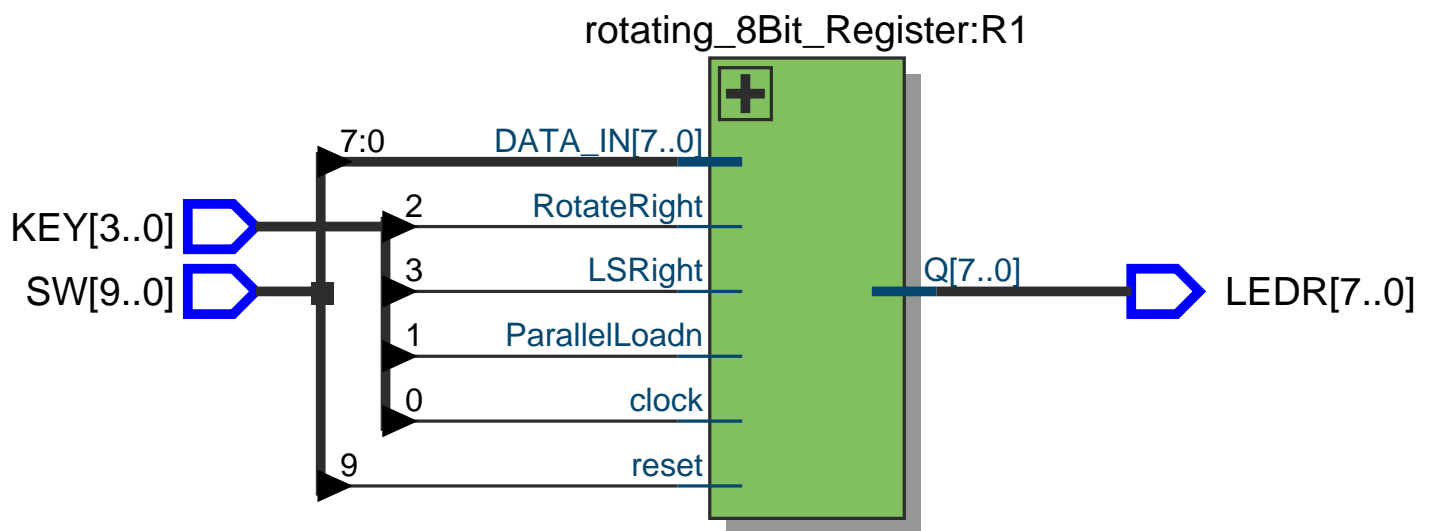 rotating_8Bit_Register:R1
7:0 DATA_IN[7..0]
KEY[3..0] 2 RotateRight
SW[9..0] 3 LSRight Q[7..0] LEDR[7..0]
1 ParallelLoadn
0 clock
9 reset